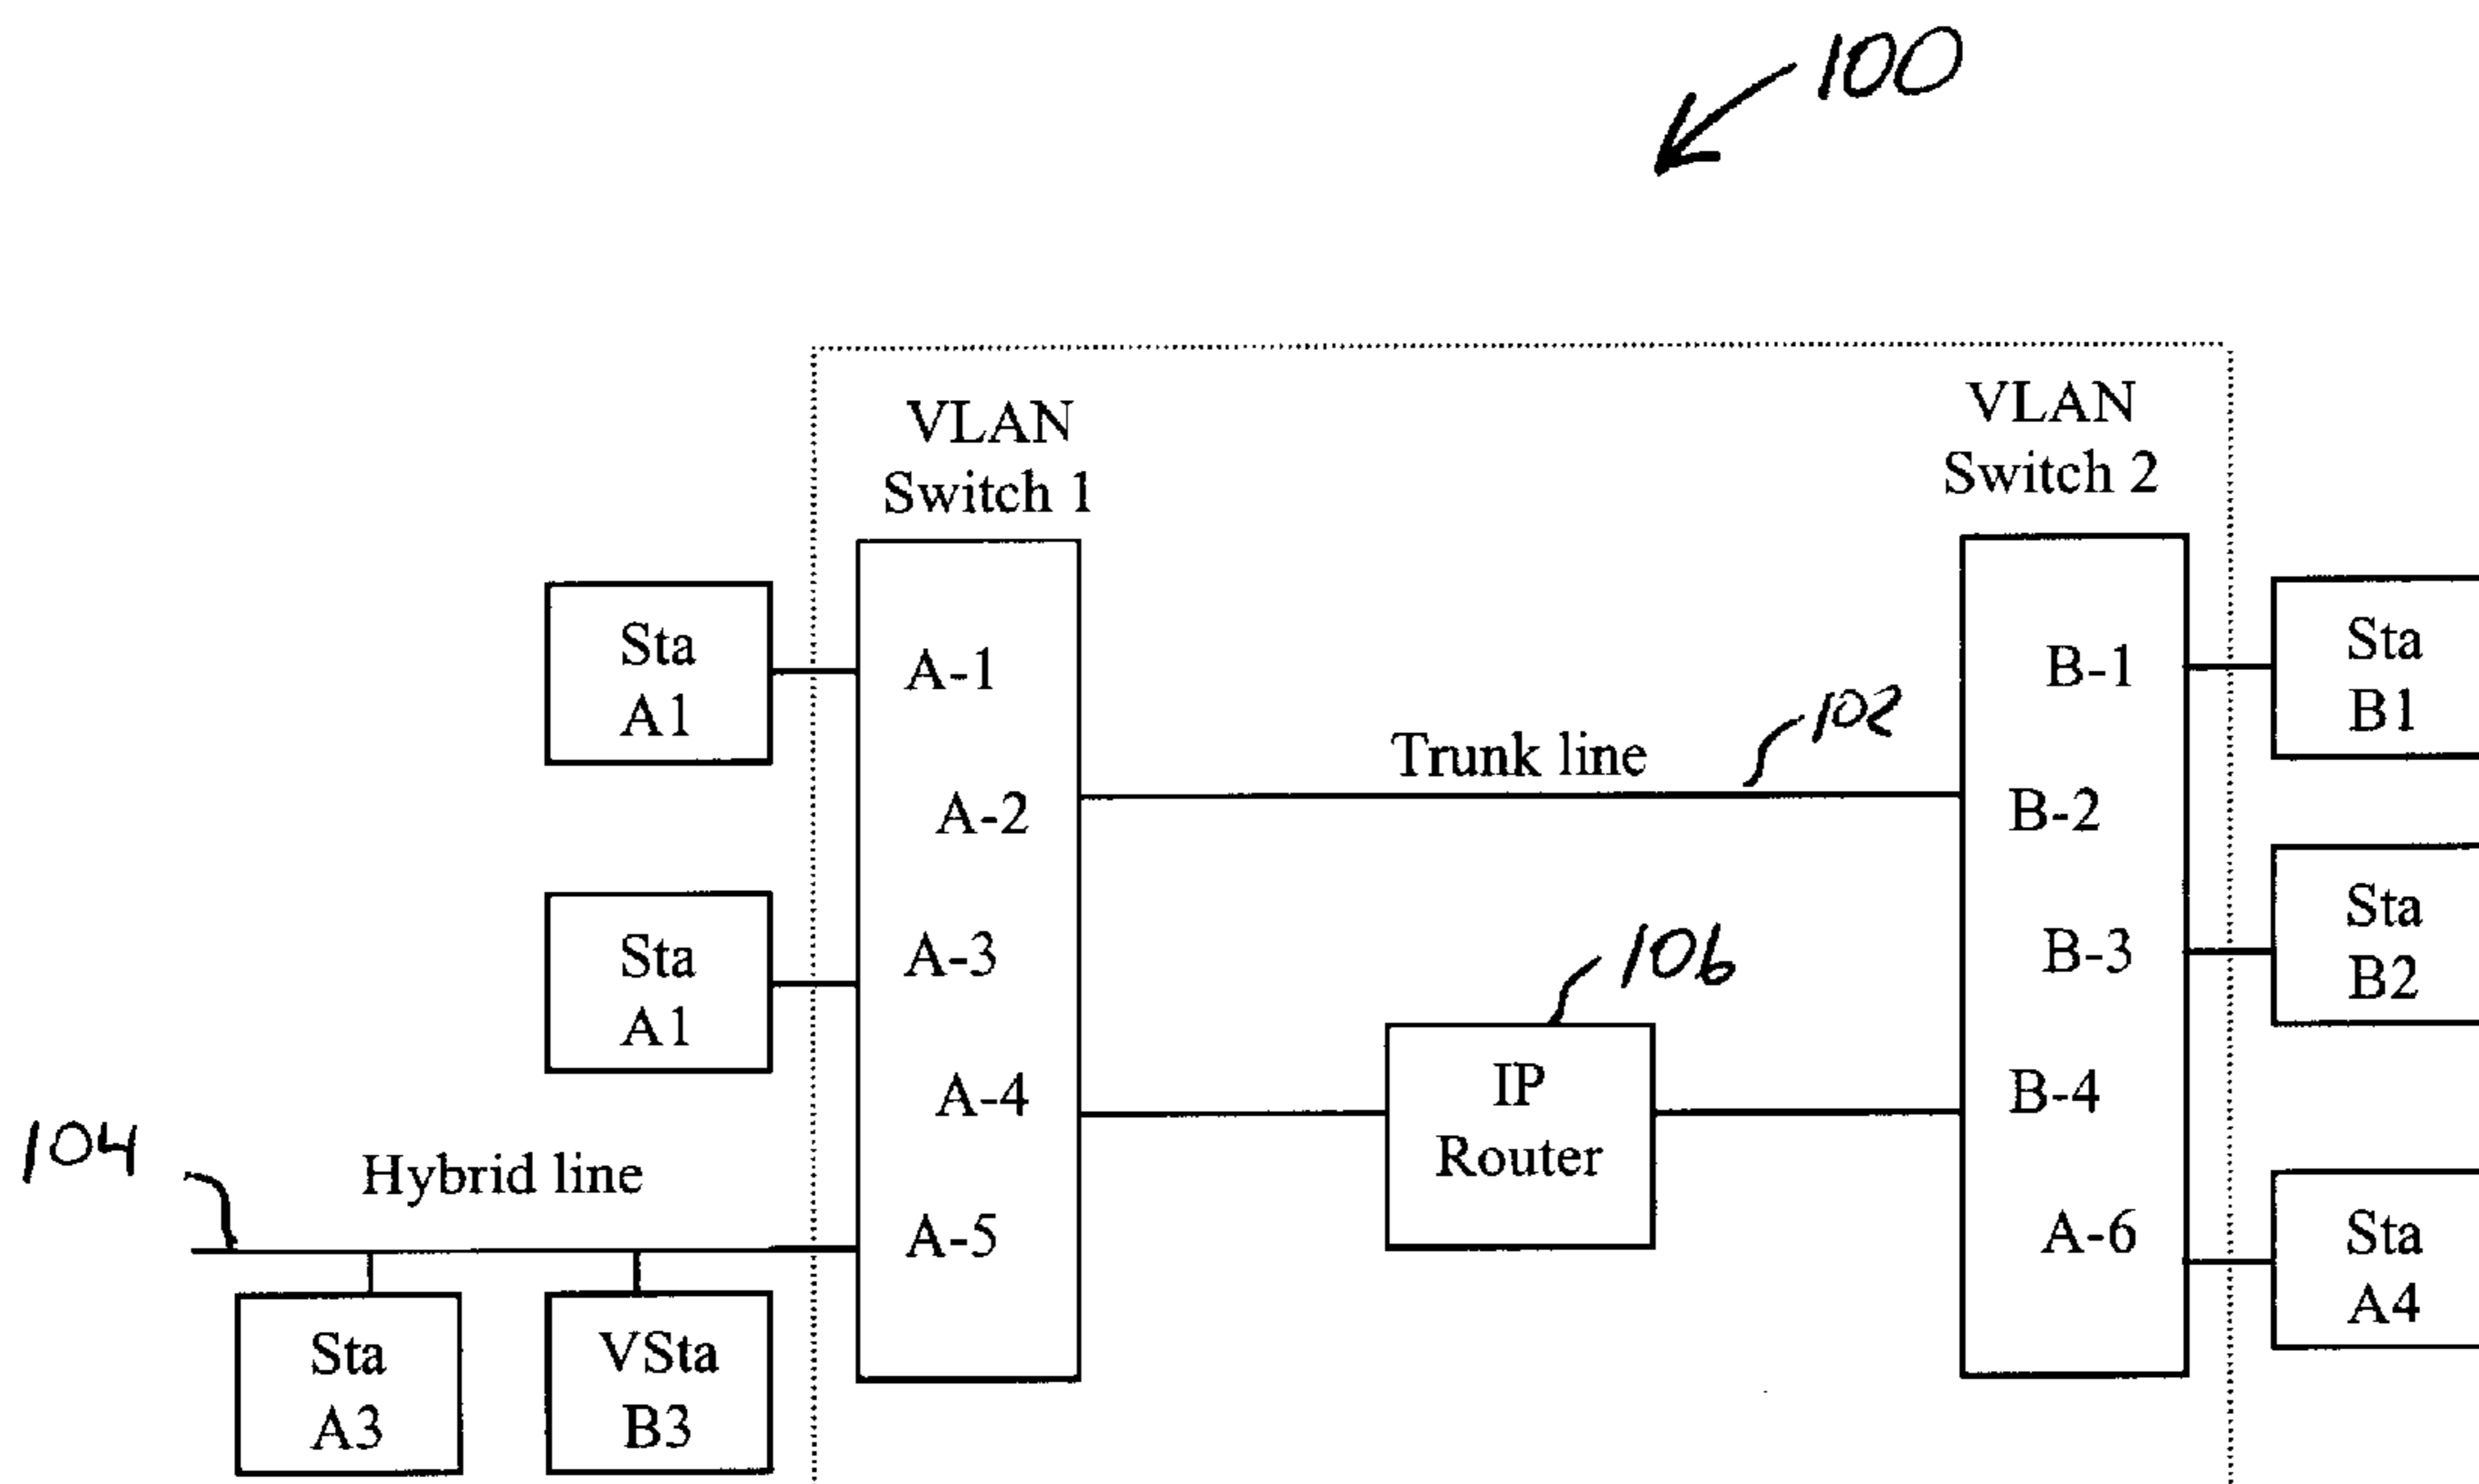 100
VLAN
Switch 1
VLAN
Switch 2
Sta
A1
A-1
B-1
Sta
B1
Trunk line
102
A-2
B-2
Sta
A1
A-3
B-3
Sta
B2
106
A-4
IP
Router
B-4
104
Hybrid line
A-5
A-6
Sta
A4
Sta
A3
VSta
B3